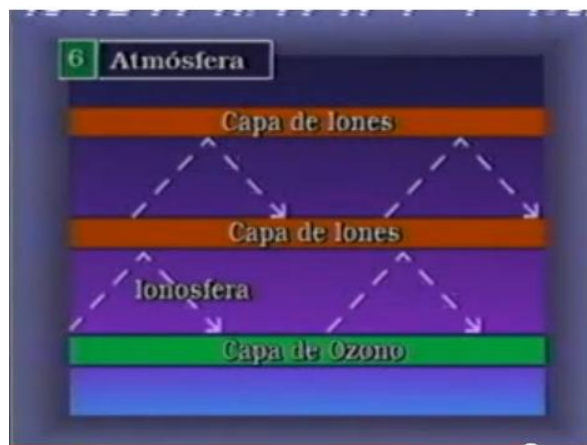 6 Atmósfera
Capa de Iones
Capa de Iones
Ionosfera
Capa de Ozono